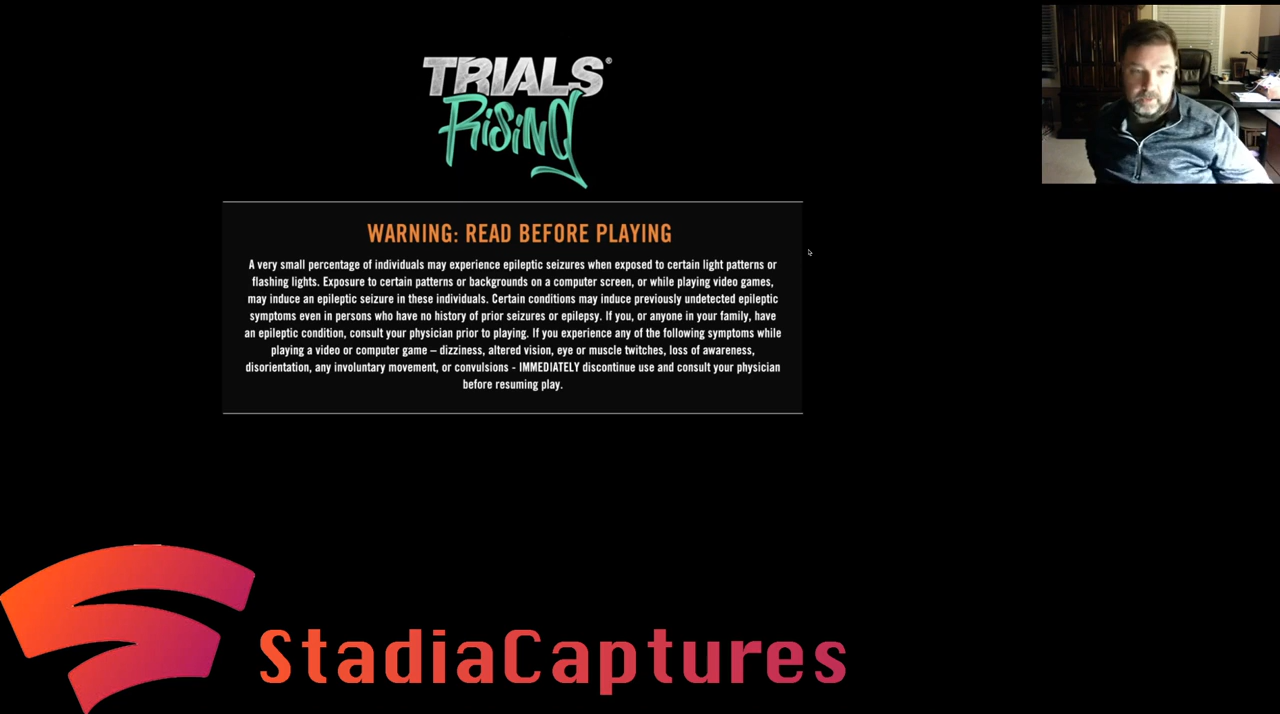 TRIALS®
Rising
WARNING: READ BEFORE PLAYING
A very small percentage of individuals may experience epileptic seizures when exposed to certain light patterns or
flashing lights. Exposure to certain patterns or backgrounds on a computer screen, or while playing video games,
may induce an epileptic seizure in these individuals. Certain conditions may induce previously undetected epileptic
symptoms even in persons who have no history of prior seizures or epilepsy. If you, or anyone in your family, have
an epileptic condition, consult your physician prior to playing. If you experience any of the following symptoms while
playing a video or computer game – dizziness, altered vision, eye or muscle twitches, loss of awareness,
disorientation, any involuntary movement, or convulsions - IMMEDIATELY discontinue use and consult your physician
before resuming play.
StadiaCaptures